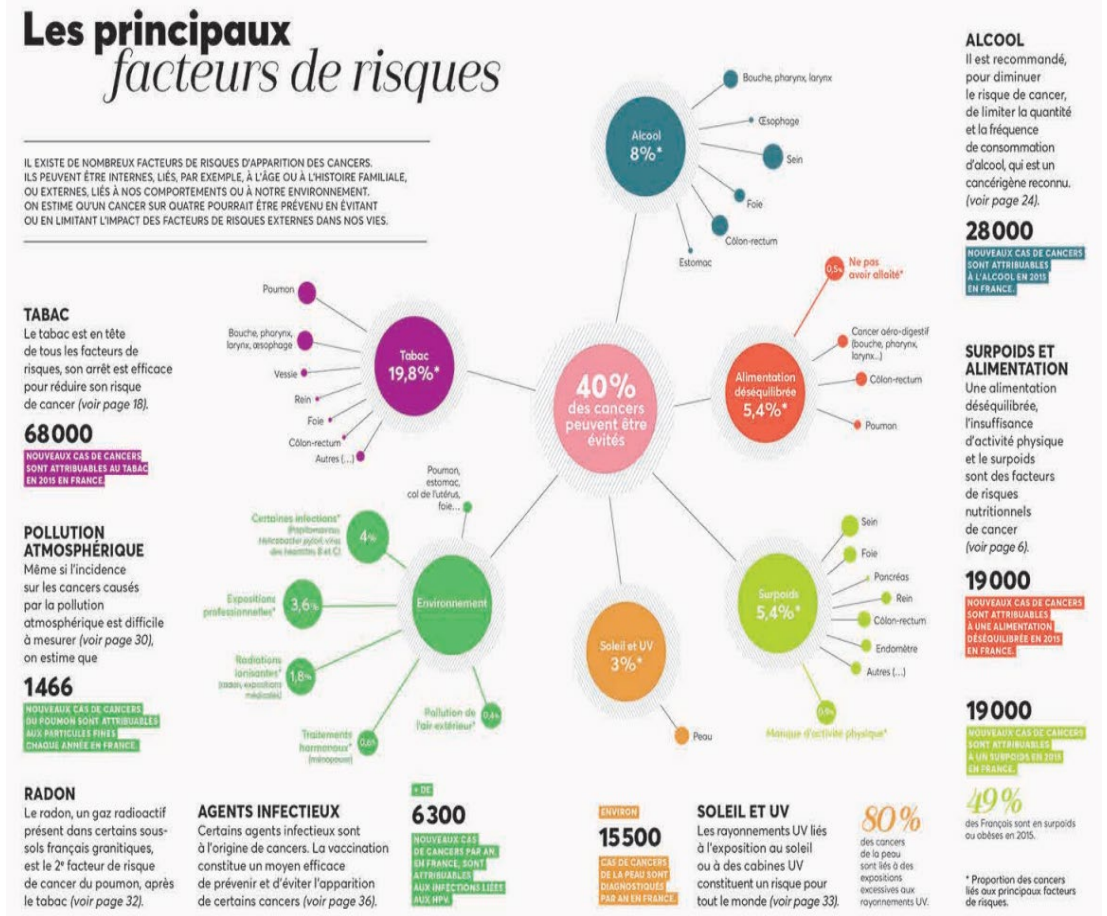 Les principaux
facteurs de risques
IL EXISTE DE NOMBREUX FACTEURS DE RISQUES D'APPARITION DES CANCERS.
ILS PEUVENT ÊTRE INTERNES, LIÉS, PAR EXEMPLE, À L'ÂGE OU À L'HISTOIRE FAMILIALE,
OU EXTERNES, LIÉS À NOS COMPORTEMENTS OU À NOTRE ENVIRONNEMENT.
ON ESTIME QU'UN CANCER SUR QUATRE POURRAIT ÊTRE PRÉVENU EN ÉVITANT
OU EN LIMITANT L'IMPACT DES FACTEURS DE RISQUES EXTERNES DANS NOS VIES.
TABAC
Le tabac est en tête
de tous les facteurs de
risques, son arrêt est efficace
pour réduire son risque
de cancer (voir page 18).
68 000
NOUVEAUX CAS DE CANCERS
SONT ATTRIBUABLES AU TABAC
EN 2015 EN FRANCE.
POLLUTION
ATMOSPHÉRIQUE
Même si l'incidence
sur les cancers causés
par la pollution
atmosphérique est difficile
à mesurer (voir page 30),
on estime que
1466
NOUVEAUX CAS DE CANCERS
DU POUMON SONT ATTRIBUABLES
AUX PARTICULES FINES
CHAQUE ANNÉE EN FRANCE.
RADON
Le radon, un gaz radioactif
présent dans certains sous-
sols français granitiques,
est le 2e facteur de risque
de cancer du poumon, après
le tabac (voir page 32).
40%
des cancers
peuvent être
évités
Alcool
8%*
Bouche, pharynx, larynx
Œsophage
Sein
Foie
Côlon-rectum
Estomac
Tabac
19,8%*
Poumon
Bouche, pharynx,
larynx, œsophage
Vessie
Rein
Foie
Côlon-rectum
Autres (...)
Alimentation
déséquilibrée
5,4%*
0,5%
Ne pas
avoir allaité*
Cancer aéro-digestif
(bouche, pharynx,
larynx...)
Côlon-rectum
Poumon
Environnement
Poumon,
estomac,
col de l'utérus,
foie...
Certaines infections*
(Papillomavirus,
Helicobacter pylori, virus
des hépatites B et C)
4%
Expositions
professionnelles*
3,6%
Radiations
ionisantes*
(radon, expositions
médicales)
1,8%
Traitements
hormonaux*
(ménopause)
0,6%
Pollution de
l'air extérieur*
0,4%
Soleil et UV
3%*
Peau
Surpoids
5,4%*
Sein
Foie
Pancréas
Rein
Côlon-rectum
Endomètre
Autres (...)
Manque d'activité physique*
AGENTS INFECTIEUX
Certains agents infectieux sont
à l'origine de cancers. La vaccination
constitue un moyen efficace
de prévenir et d'éviter l'apparition
de certains cancers (voir page 36).
+ DE
6 300
NOUVEAUX CAS
DE CANCERS PAR AN
EN FRANCE, SONT
ATTRIBUABLES
AUX INFECTIONS LIÉES
AUX HPV.
ENVIRON
15 500
CAS DE CANCERS
DE LA PEAU SONT
DIAGNOSTIQUÉS
PAR AN EN FRANCE.
SOLEIL ET UV
Les rayonnements UV liés
à l'exposition au soleil
ou à des cabines UV
constituent un risque pour
tout le monde (voir page 33).
80 %
des cancers
de la peau
sont liés à des
expositions
excessives aux
rayonnements UV.
ALCOOL
Il est recommandé,
pour diminuer
le risque de cancer,
de limiter la quantité
et la fréquence
de consommation
d'alcool, qui est un
cancérigène reconnu.
(voir page 24).
28 000
NOUVEAUX CAS DE CANCERS
SONT ATTRIBUABLES
À L'ALCOOL EN 2015
EN FRANCE.
SURPOIDS ET
ALIMENTATION
Une alimentation
déséquilibrée,
l'insuffisance
d'activité physique
et le surpoids
sont des facteurs
de risques
nutritionnels
de cancer
(voir page 6).
19 000
NOUVEAUX CAS DE CANCERS
SONT ATTRIBUABLES
À UNE ALIMENTATION
DÉSÉQUILIBRÉE EN 2015
EN FRANCE.
19 000
NOUVEAUX CAS DE CANCERS
SONT ATTRIBUABLES
À UN SURPOIDS EN 2015
EN FRANCE.
49 %
des Français sont en surpoids
ou obèses en 2015.
* Proportion des cancers
liés aux principaux facteurs
de risques.